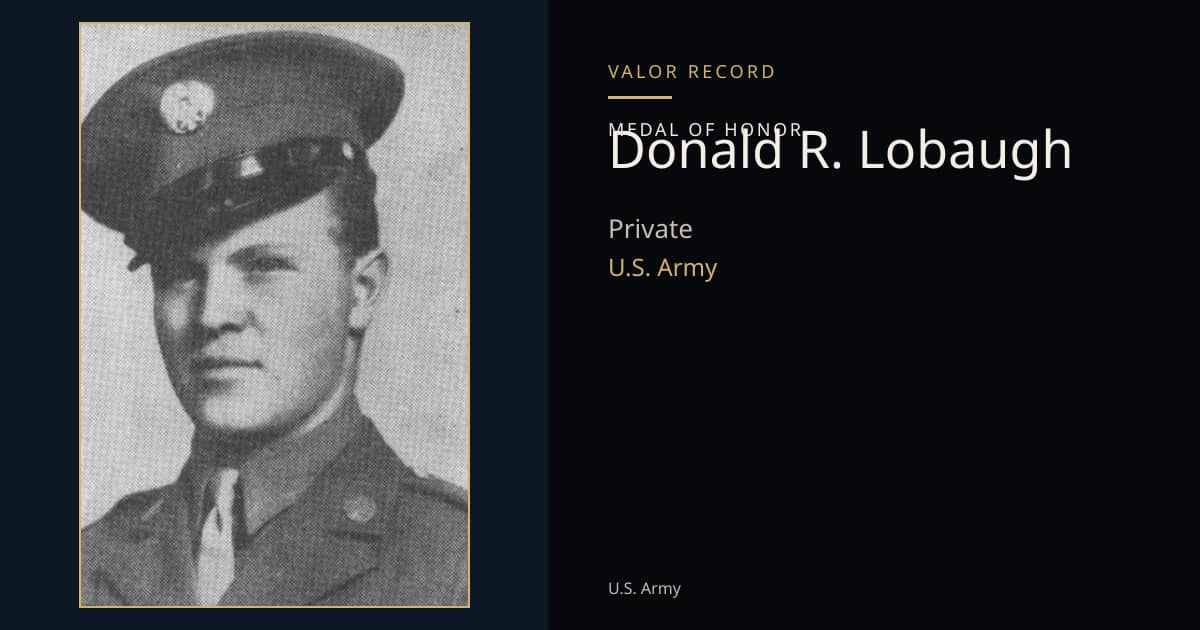 VALOR RECORD
MEDAL OF HONOR
Donald R. Lobaugh
Private
U.S. Army
U.S. Army